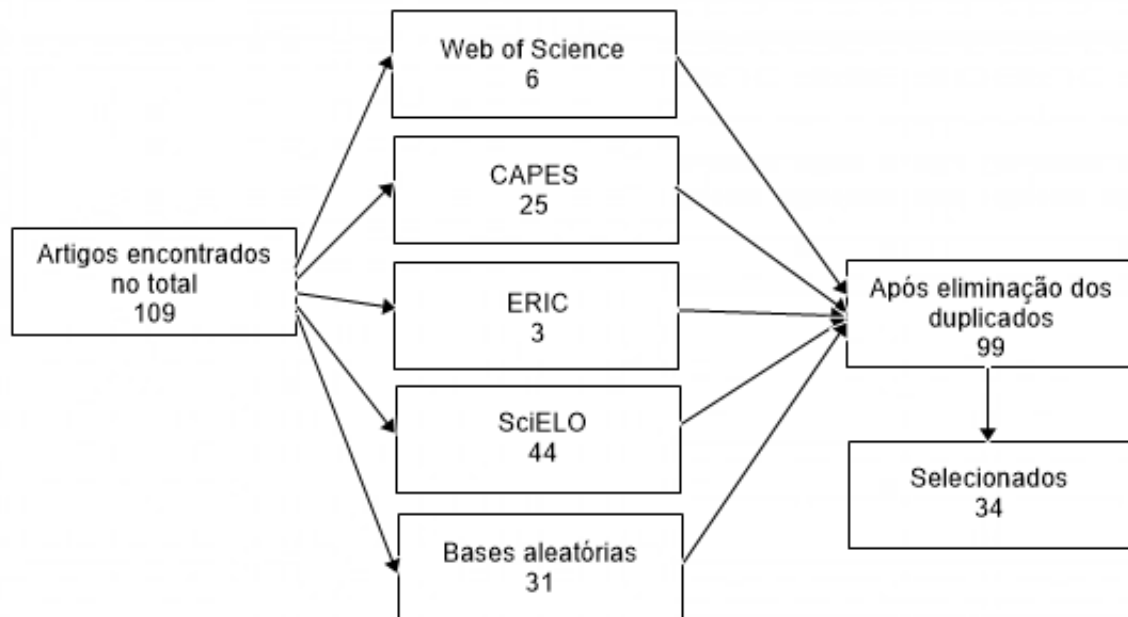 Artigos encontrados
no total
109
Web of Science
6
CAPES
25
ERIC
3
SciELO
44
Bases aleatórias
31
Após eliminação dos
duplicados
99
Selecionados
34